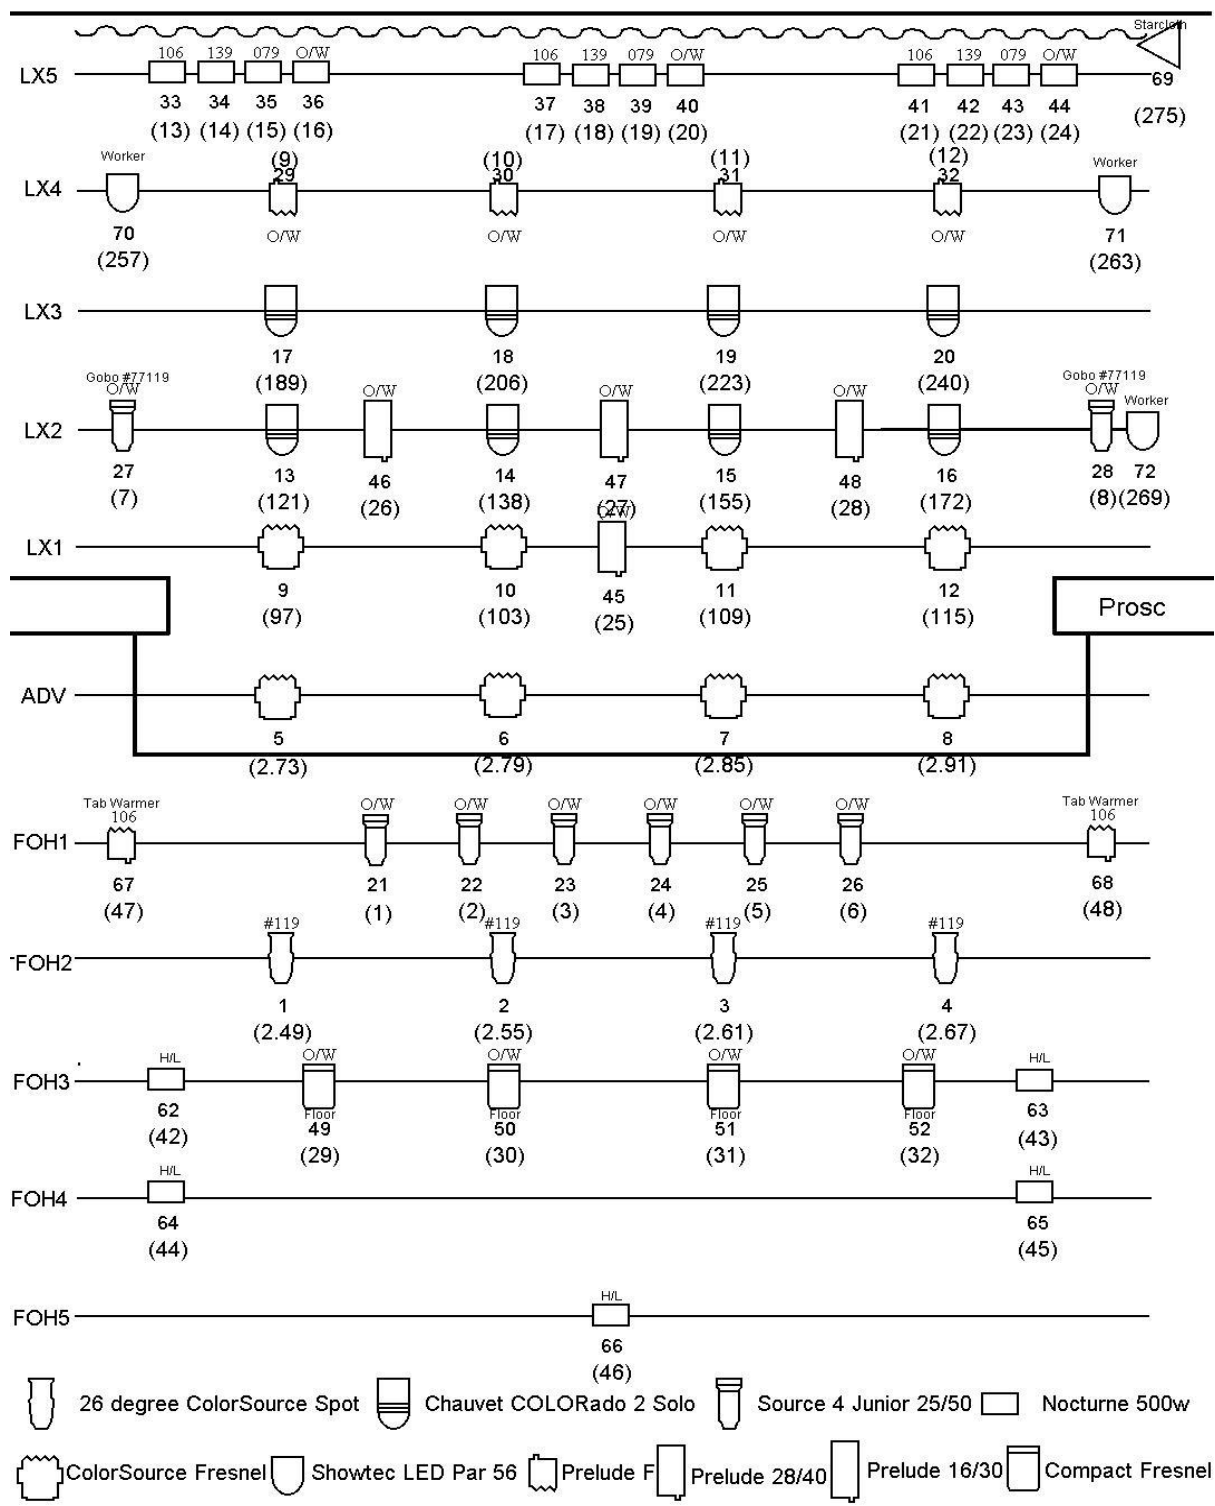 Starcloth
106 139 079 O/W 106 139 079 O/W 106 139 079 O/W
LX5
33 34 35 36 37 38 39 40 41 42 43 44 69
(13) (14) (15) (16) (17) (18) (19) (20) (21) (22) (23) (24) (275)
Worker (9) (10) (11) (12) Worker
29 30 31 32
LX4
70 O/W O/W O/W O/W 71
(257) (263)
LX3
17 18 19 20
(189) (206) (223) (240)
Gobo #77119 Gobo #77119
O/W O/W O/W O/W O/W Worker
LX2
27 13 46 14 47 15 48 16 28 72
(7) (121) (26) (138) (27) (155) (28) (172) (8) (269)
O/W
LX1
9 10 45 11 12
(97) (103) (25) (109) (115)
Prosc
ADV
5 6 7 8
(2.73) (2.79) (2.85) (2.91)
Tab Warmer Tab Warmer
106 O/W O/W O/W O/W O/W O/W 106
FOH1
67 21 22 23 24 25 26 68
(47) (1) (2) (3) (4) (5) (6) (48)
#119 #119 #119 #119
FOH2
1 2 3 4
(2.49) (2.55) (2.61) (2.67)
H/L O/W O/W O/W O/W H/L
FOH3
Floor Floor Floor Floor
62 49 50 51 52 63
(42) (29) (30) (31) (32) (43)
H/L H/L
FOH4
64 65
(44) (45)
H/L
FOH5
66
(46)
26 degree ColorSource Spot Chauvet COLORado 2 Solo Source 4 Junior 25/50 Nocturne 500w
ColorSource Fresnel Showtec LED Par 56 Prelude F Prelude 28/40 Prelude 16/30 Compact Fresnel